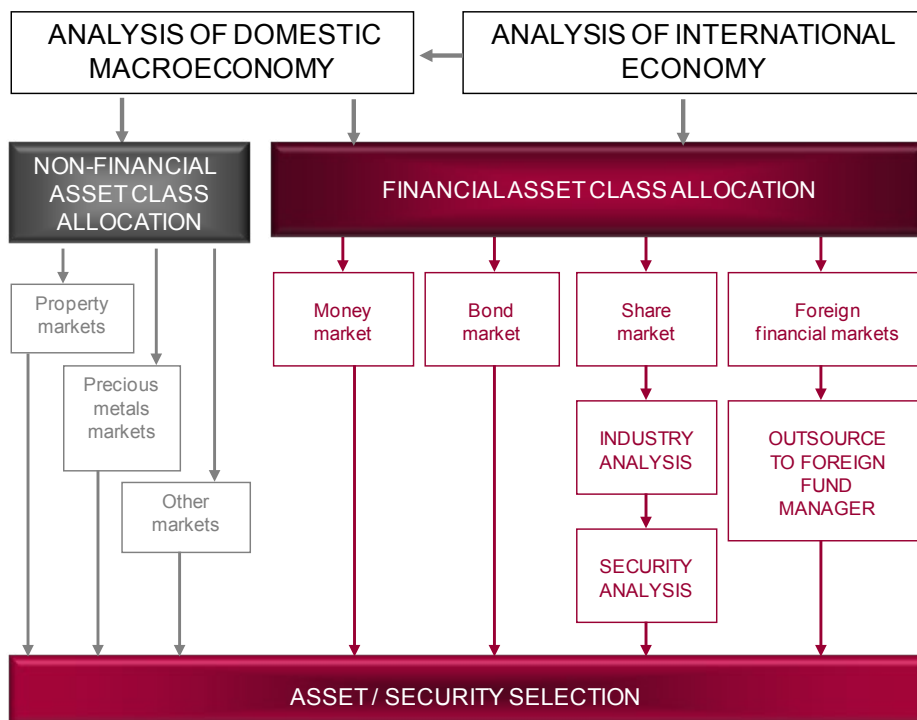 ANALYSIS OF DOMESTIC
MACROECONOMY
ANALYSIS OF INTERNATIONAL
ECONOMY
NON-FINANCIAL
ASSET CLASS
ALLOCATION
FINANCIAL ASSET CLASS ALLOCATION
Property
markets
Precious
metals
markets
Other
markets
Money
market
Bond
market
Share
market
Foreign
financial markets
INDUSTRY
ANALYSIS
OUTSOURCE
TO FOREIGN
FUND
MANAGER
SECURITY
ANALYSIS
ASSET / SECURITY SELECTION